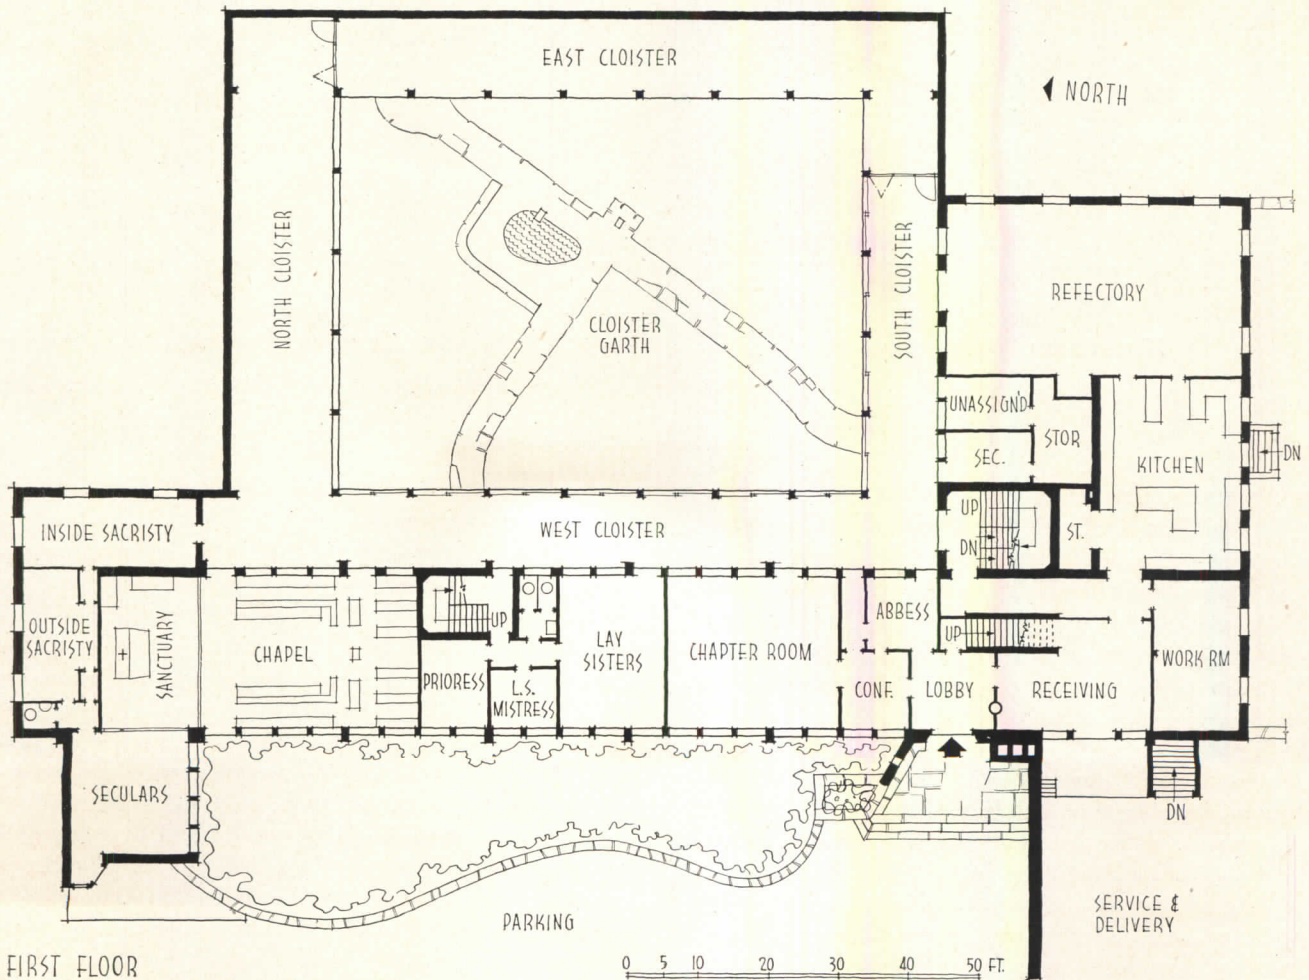 EAST CLOISTER
NORTH
NORTH CLOISTER
SOUTH CLOISTER
REFECTORY
CLOISTER
GARTH
UNASSIGN'D
STOR
SEC.
KITCHEN
DN
UP
DN
ST.
INSIDE SACRISTY
WEST CLOISTER
OUTSIDE
SACRISTY
SANCTUARY
CHAPEL
UP
PRIORESS
L.S.
MISTRESS
LAY
SISTERS
CHAPTER ROOM
ABBESS
CONF.
UP
LOBBY
RECEIVING
WORK RM
SECULARS
DN
PARKING
SERVICE &
DELIVERY
FIRST FLOOR
0 5 10 20 30 40 50 FT.